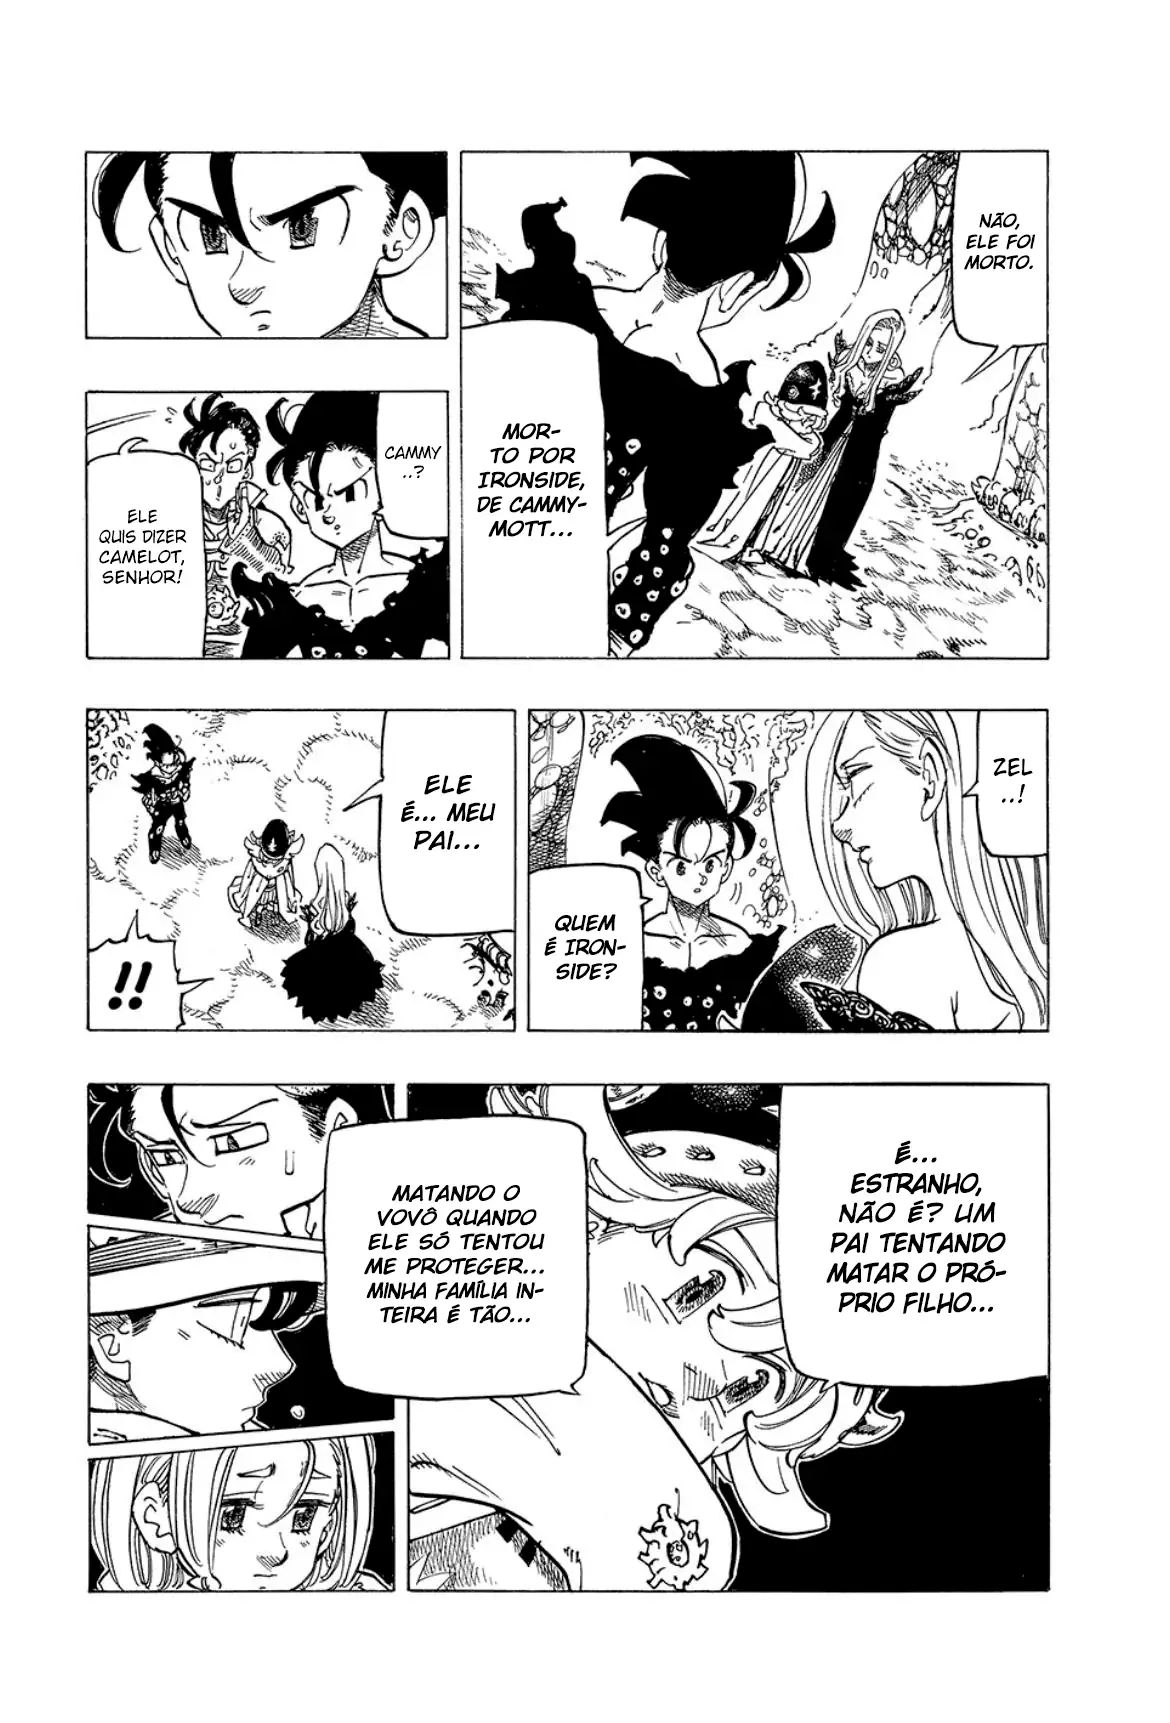 NÃO,
ELE FOI
MORTO.
MOR-
TO POR
IRONSIDE,
DE CAMMY-
MOTT...
CAMMY
..?
ELE
QUIS DIZER
CAMELOT,
SENHOR!
ZEL
..!
QUEM
É IRON-
SIDE?
ELE
É... MEU
PAI...
!!
É...
ESTRANHO,
NÃO É? UM
PAI TENTANDO
MATAR O PRÓ-
PRIO FILHO...
MATANDO O
VOVÔ QUANDO
ELE SÓ TENTOU
ME PROTEGER...
MINHA FAMÍLIA IN-
TEIRA É TÃO...